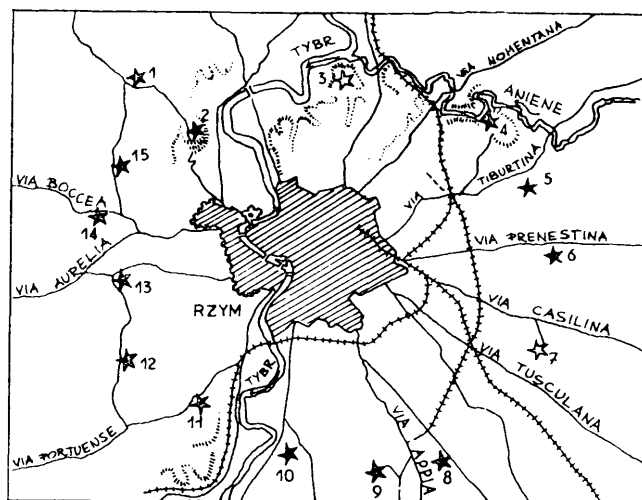 TYBR
VIA NOMENTANA
ANIENE
1
2
3
4
15
VIA BOCCEA
14
VIA AURELIA
VIA TIBURTINA
5
VIA PRENESTINA
6
13
RZYM
VIA CASILINA
7
12
VIA TUSCULANA
TYBR
11
VIA PORTUENSE
VIA APPIA
10
9
8